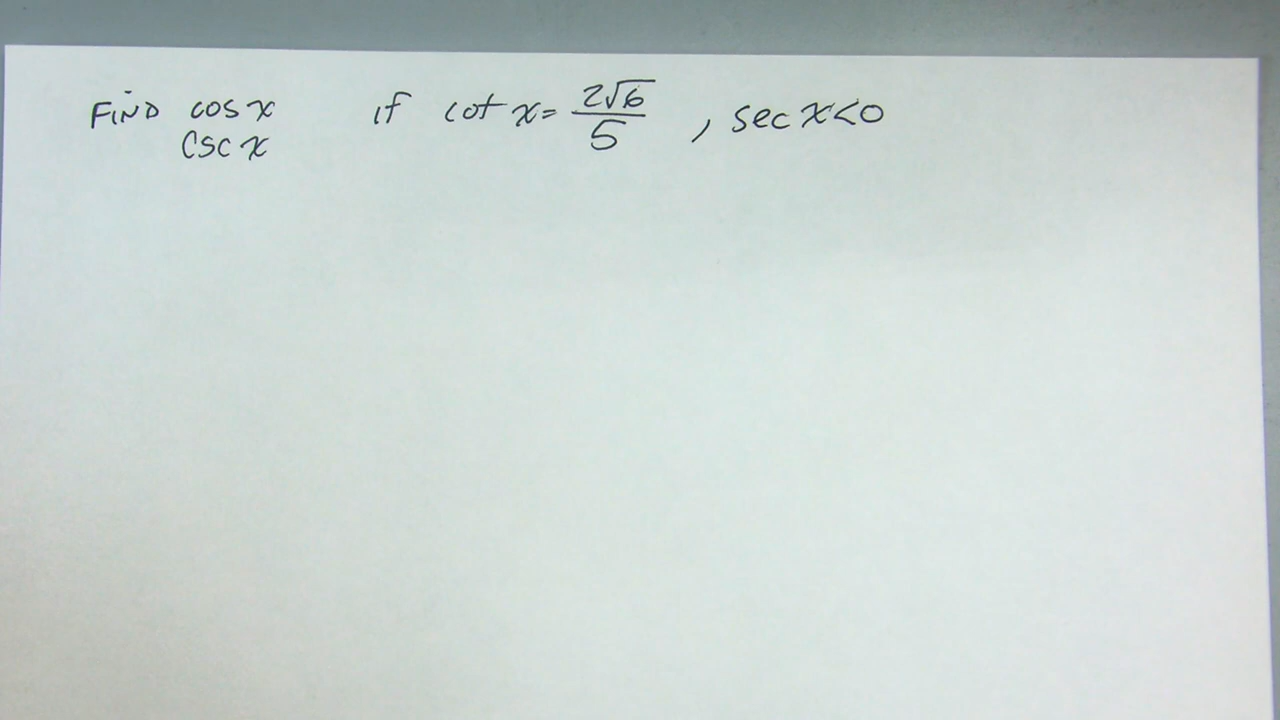 FIND cos x if cot x = 2√6/5 , sec x < 0
csc x